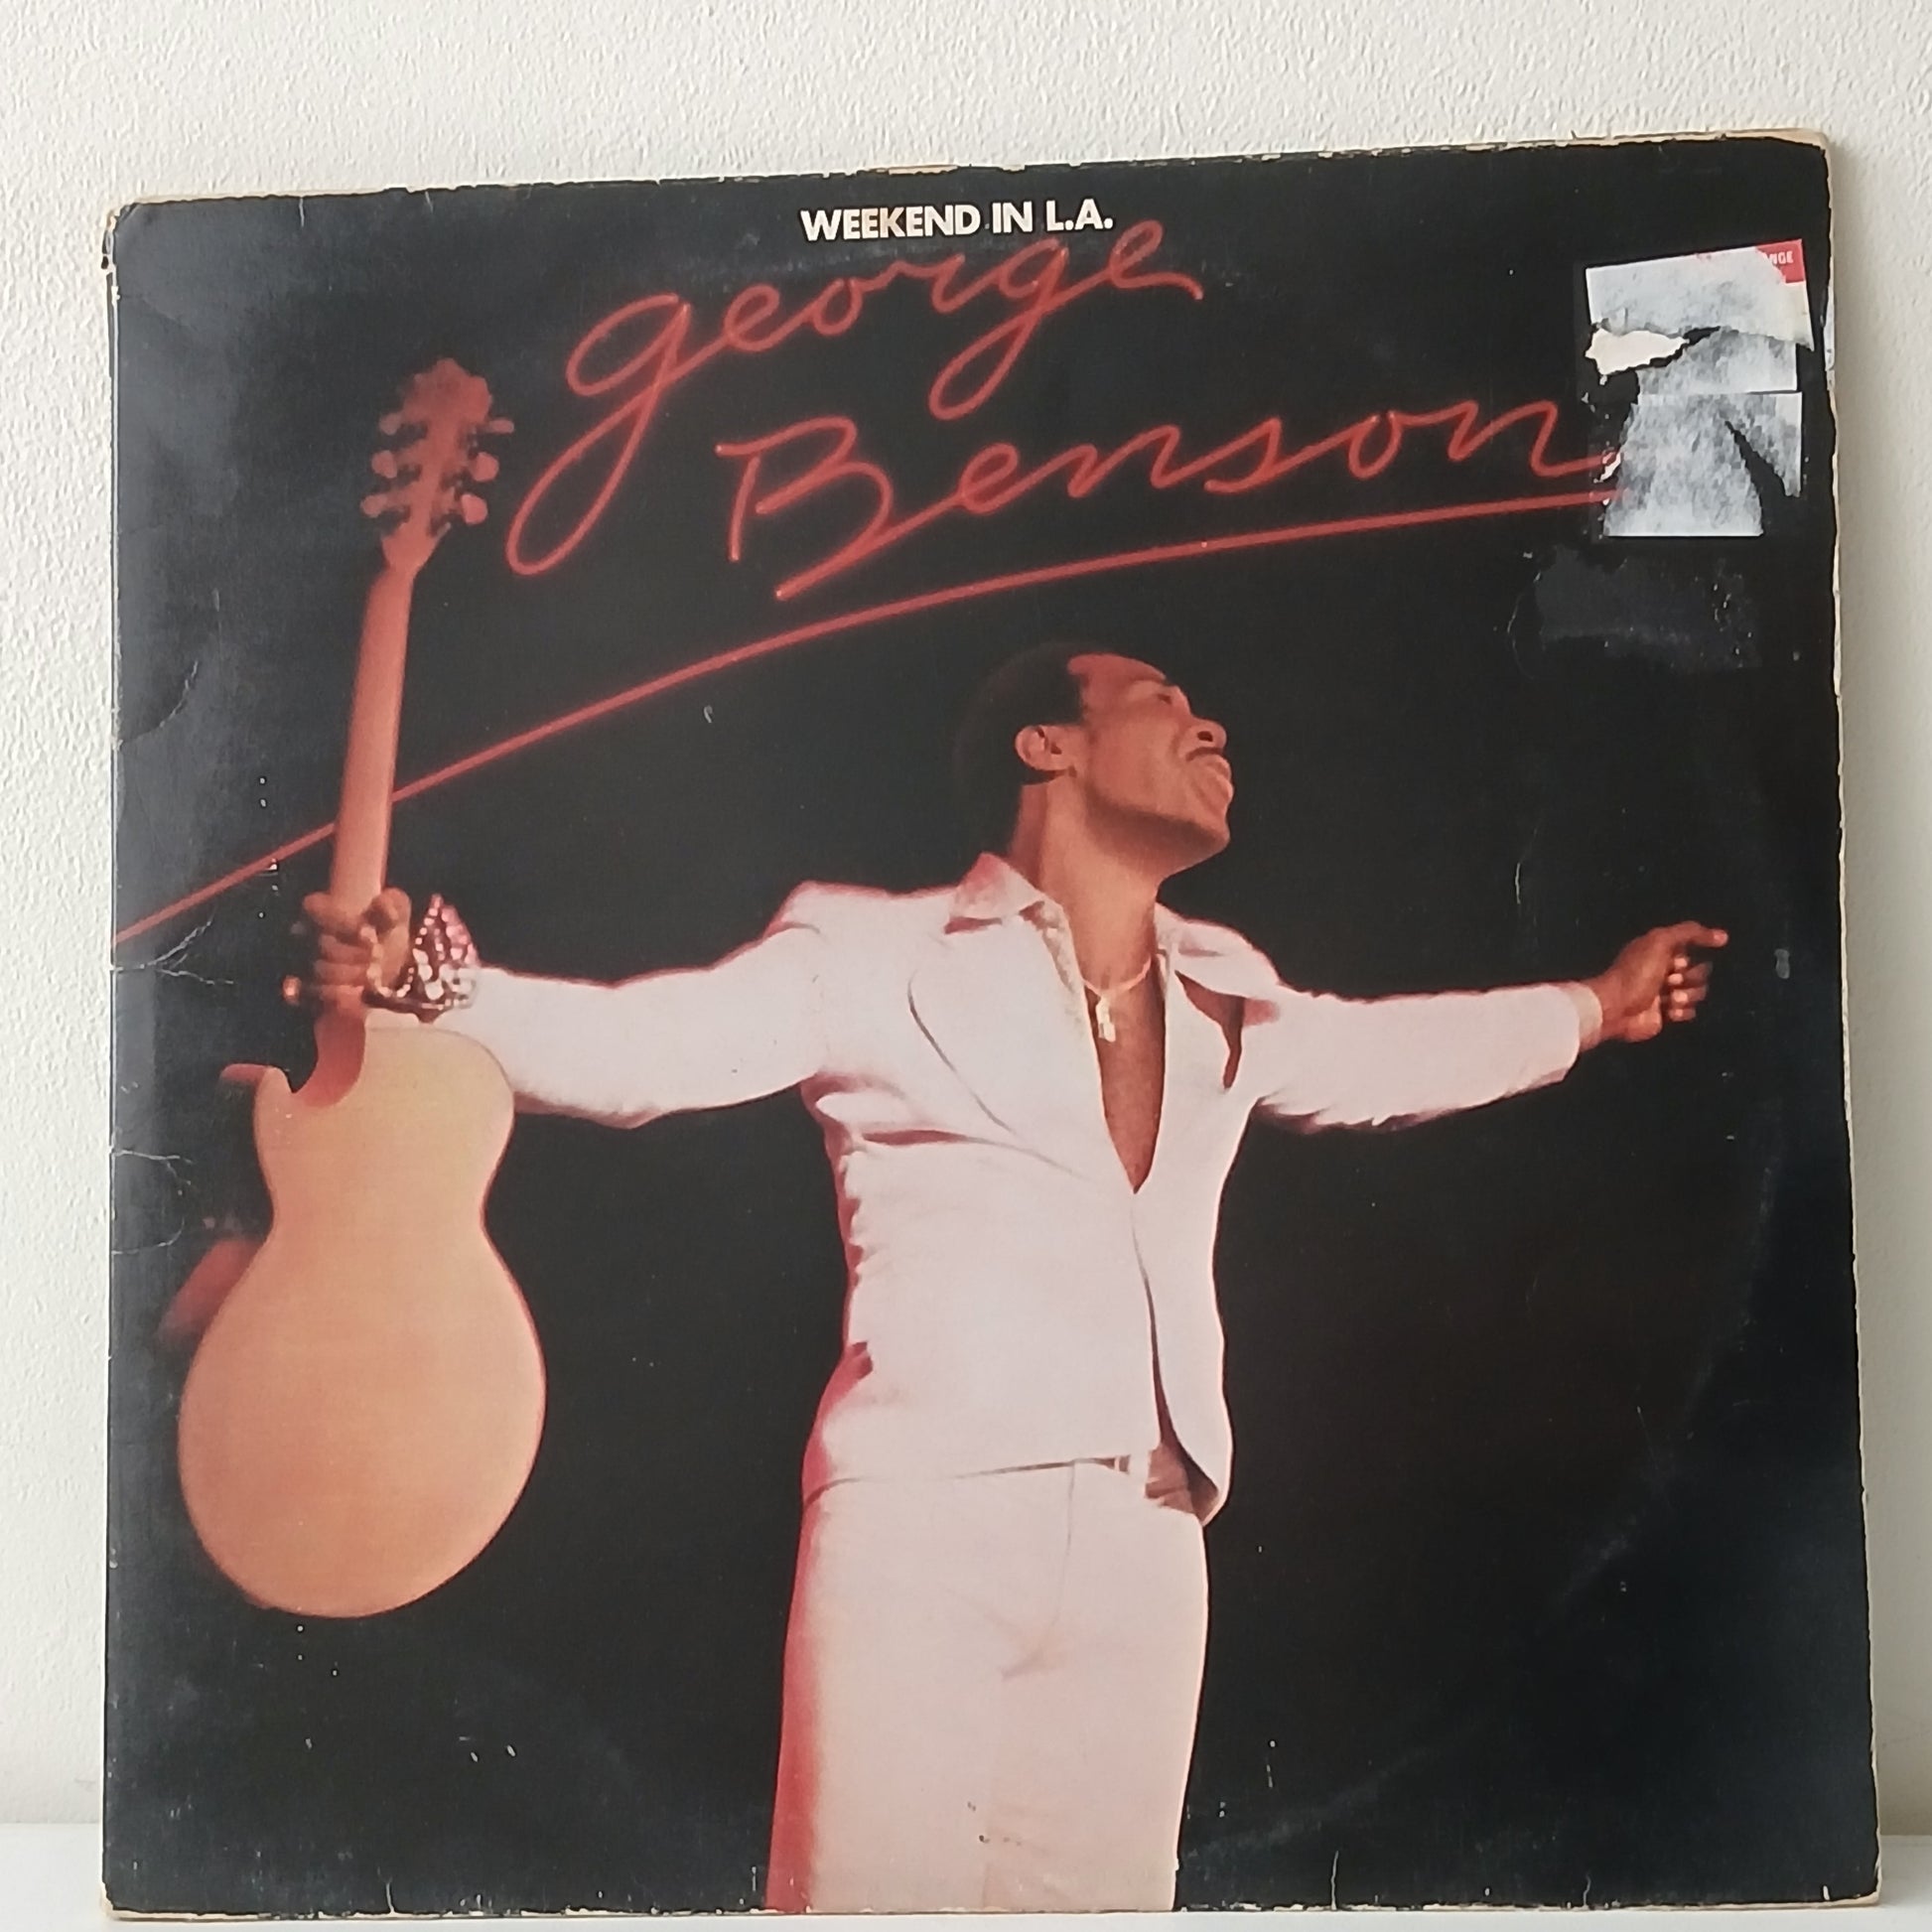 WEEKEND IN L.A.
george
Benson